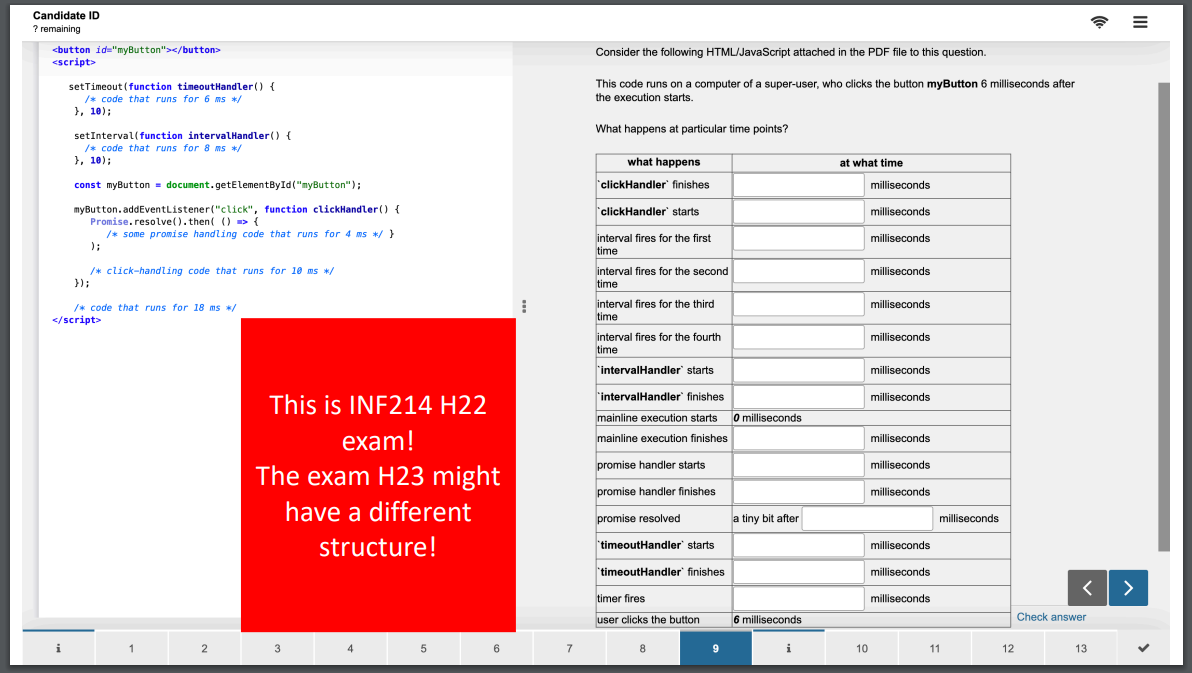 Candidate ID
? remaining
<button id="myButton"></button>
<script>
setTimeout(function timeoutHandler() {
/* code that runs for 6 ms */
}, 10);
setInterval(function intervalHandler() {
/* code that runs for 8 ms */
}, 10);
const myButton = document.getElementById("myButton");
myButton.addEventListener("click", function clickHandler() {
Promise.resolve().then( () => {
/* some promise handling code that runs for 4 ms */ }
);
/* click-handling code that runs for 10 ms */
});
/* code that runs for 18 ms */
</script>
This is INF214 H22
exam!
The exam H23 might
have a different
structure!
Consider the following HTML/JavaScript attached in the PDF file to this question.
This code runs on a computer of a super-user, who clicks the button myButton 6 milliseconds after
the execution starts.
What happens at particular time points?
what happens at what time
`clickHandler` finishes milliseconds
`clickHandler` starts milliseconds
interval fires for the first
time
milliseconds
interval fires for the second
time
milliseconds
interval fires for the third
time
milliseconds
interval fires for the fourth
time
milliseconds
`intervalHandler` starts milliseconds
`intervalHandler` finishes milliseconds
mainline execution starts 0 milliseconds
mainline execution finishes milliseconds
promise handler starts milliseconds
promise handler finishes milliseconds
promise resolved a tiny bit after milliseconds
`timeoutHandler` starts milliseconds
`timeoutHandler` finishes milliseconds
timer fires milliseconds
user clicks the button 6 milliseconds
Check answer
i 1 2 3 4 5 6 7 8 9 i 10 11 12 13